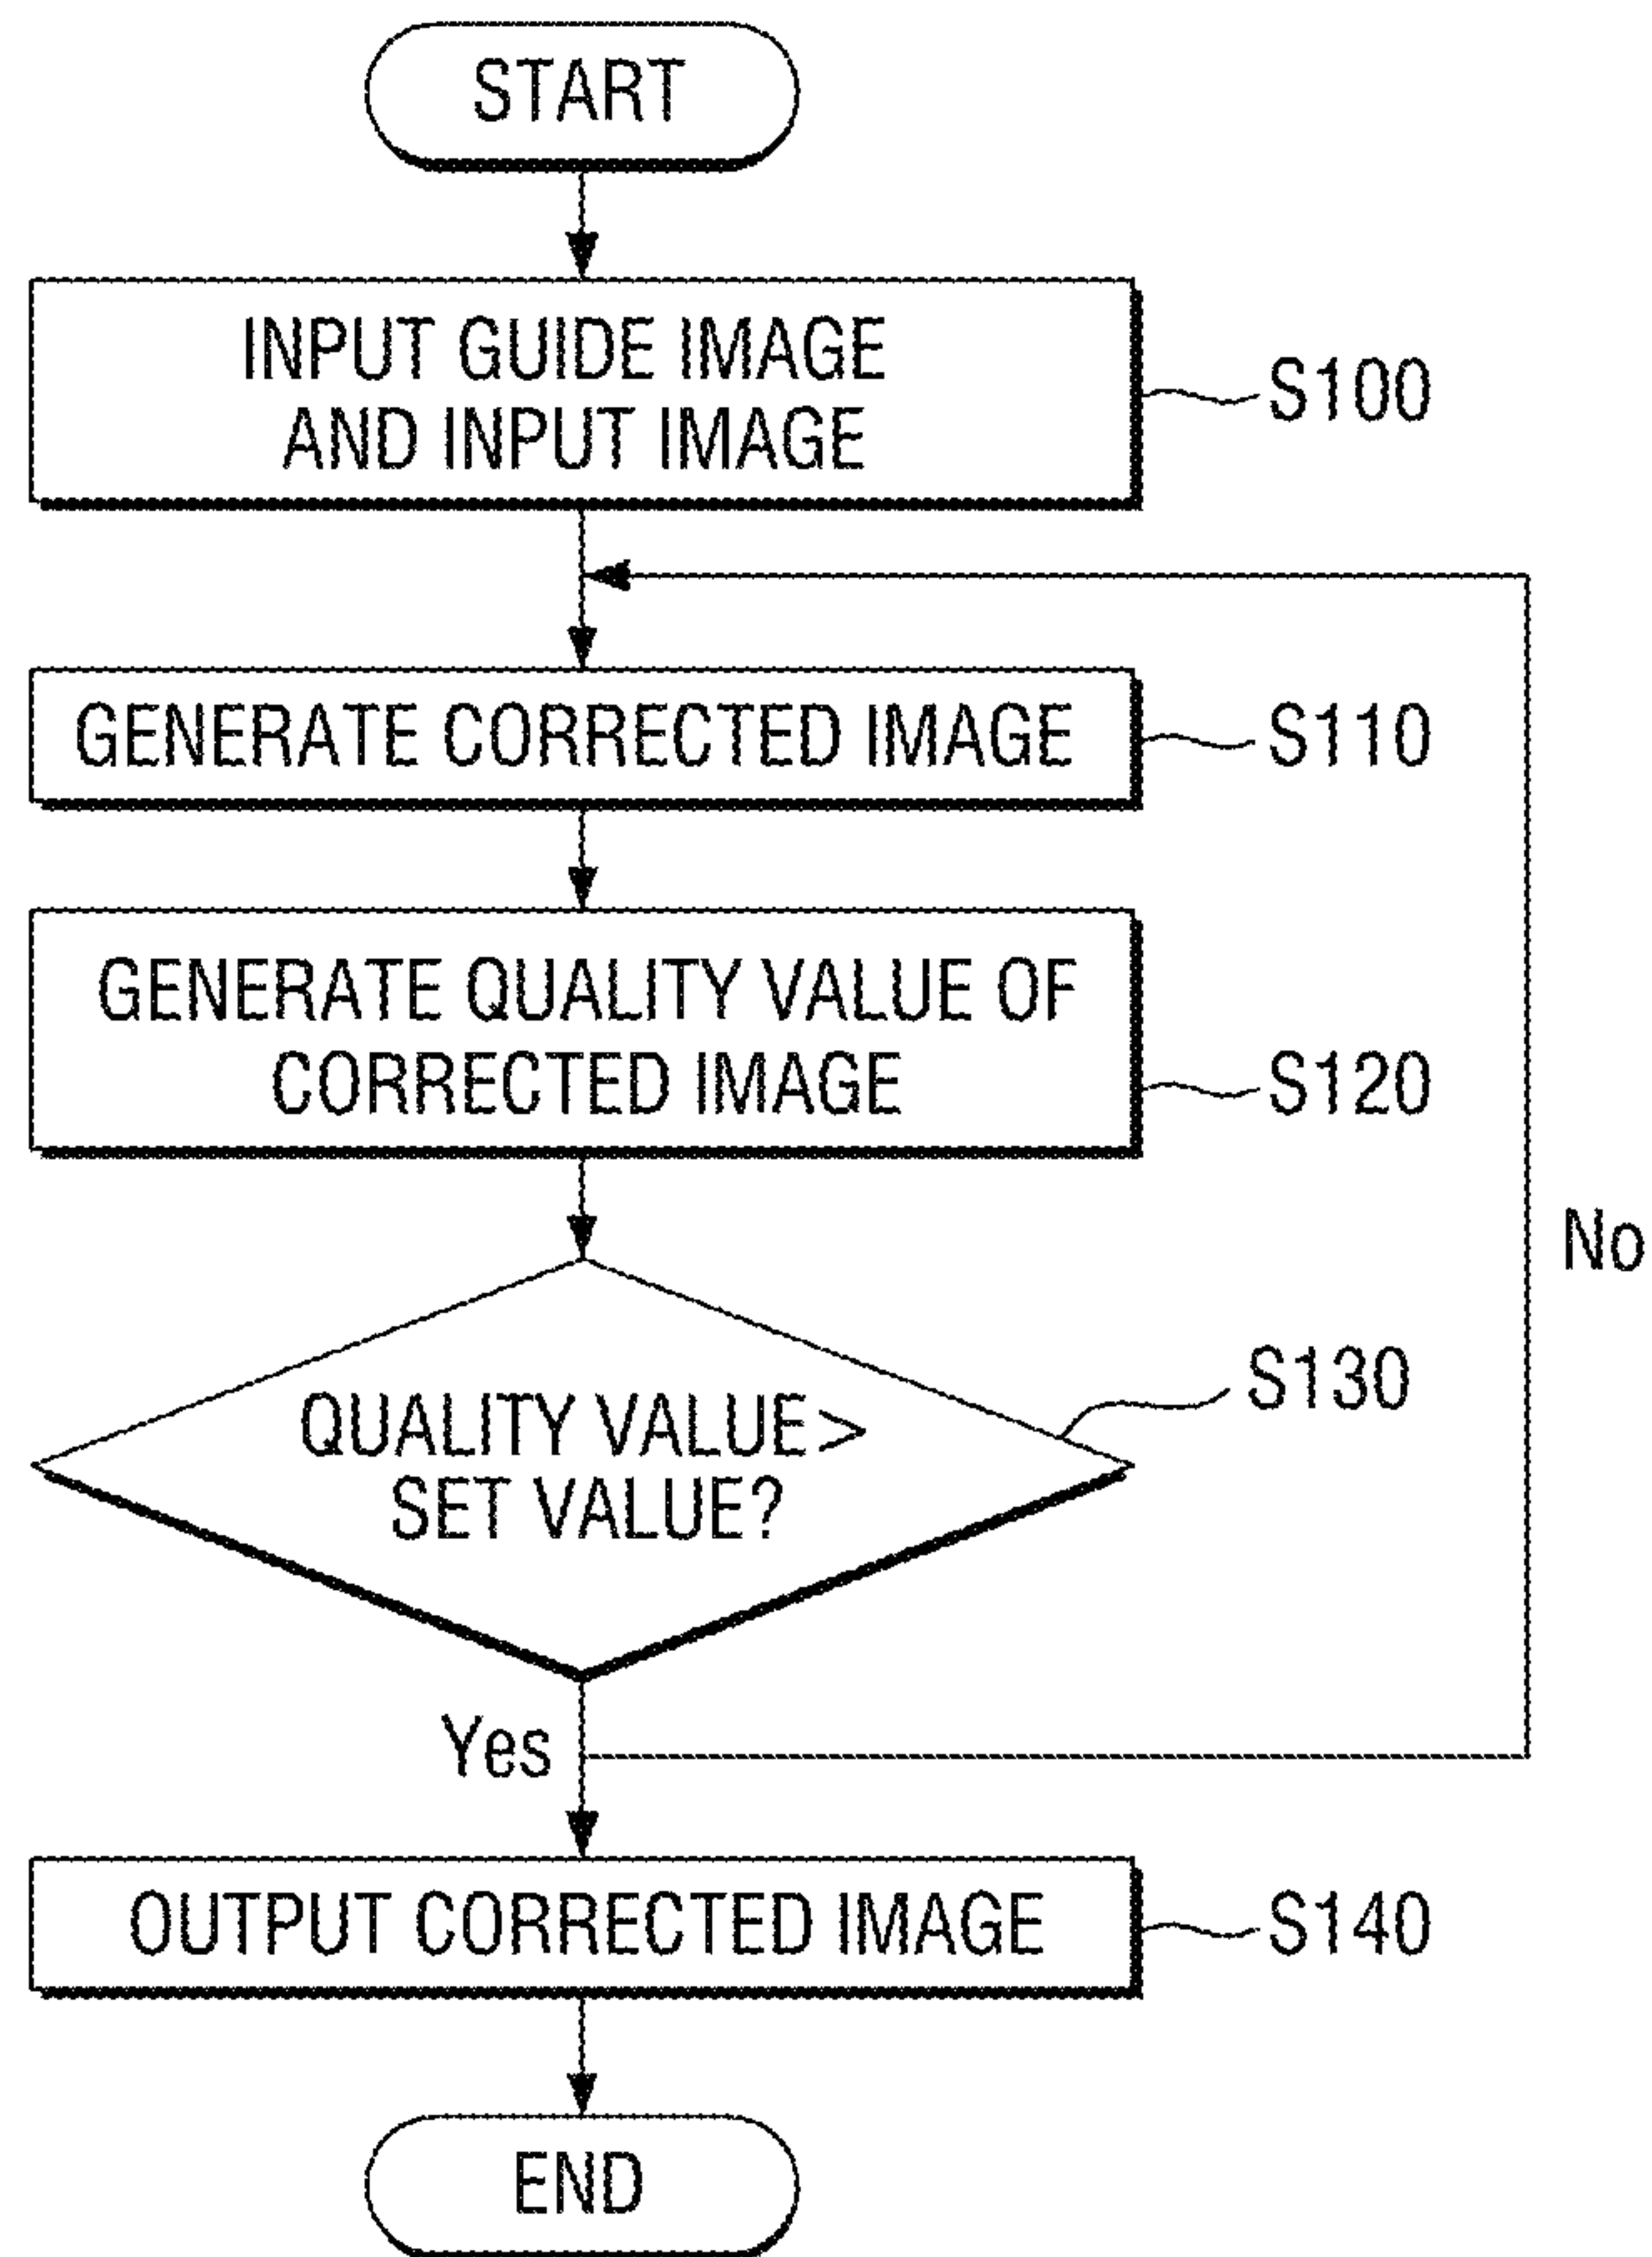 START
INPUT GUIDE IMAGE
AND INPUT IMAGE
S100
GENERATE CORRECTED IMAGE
S110
GENERATE QUALITY VALUE OF
CORRECTED IMAGE
S120
No
QUALITY VALUE>
SET VALUE?
S130
Yes
OUTPUT CORRECTED IMAGE
S140
END